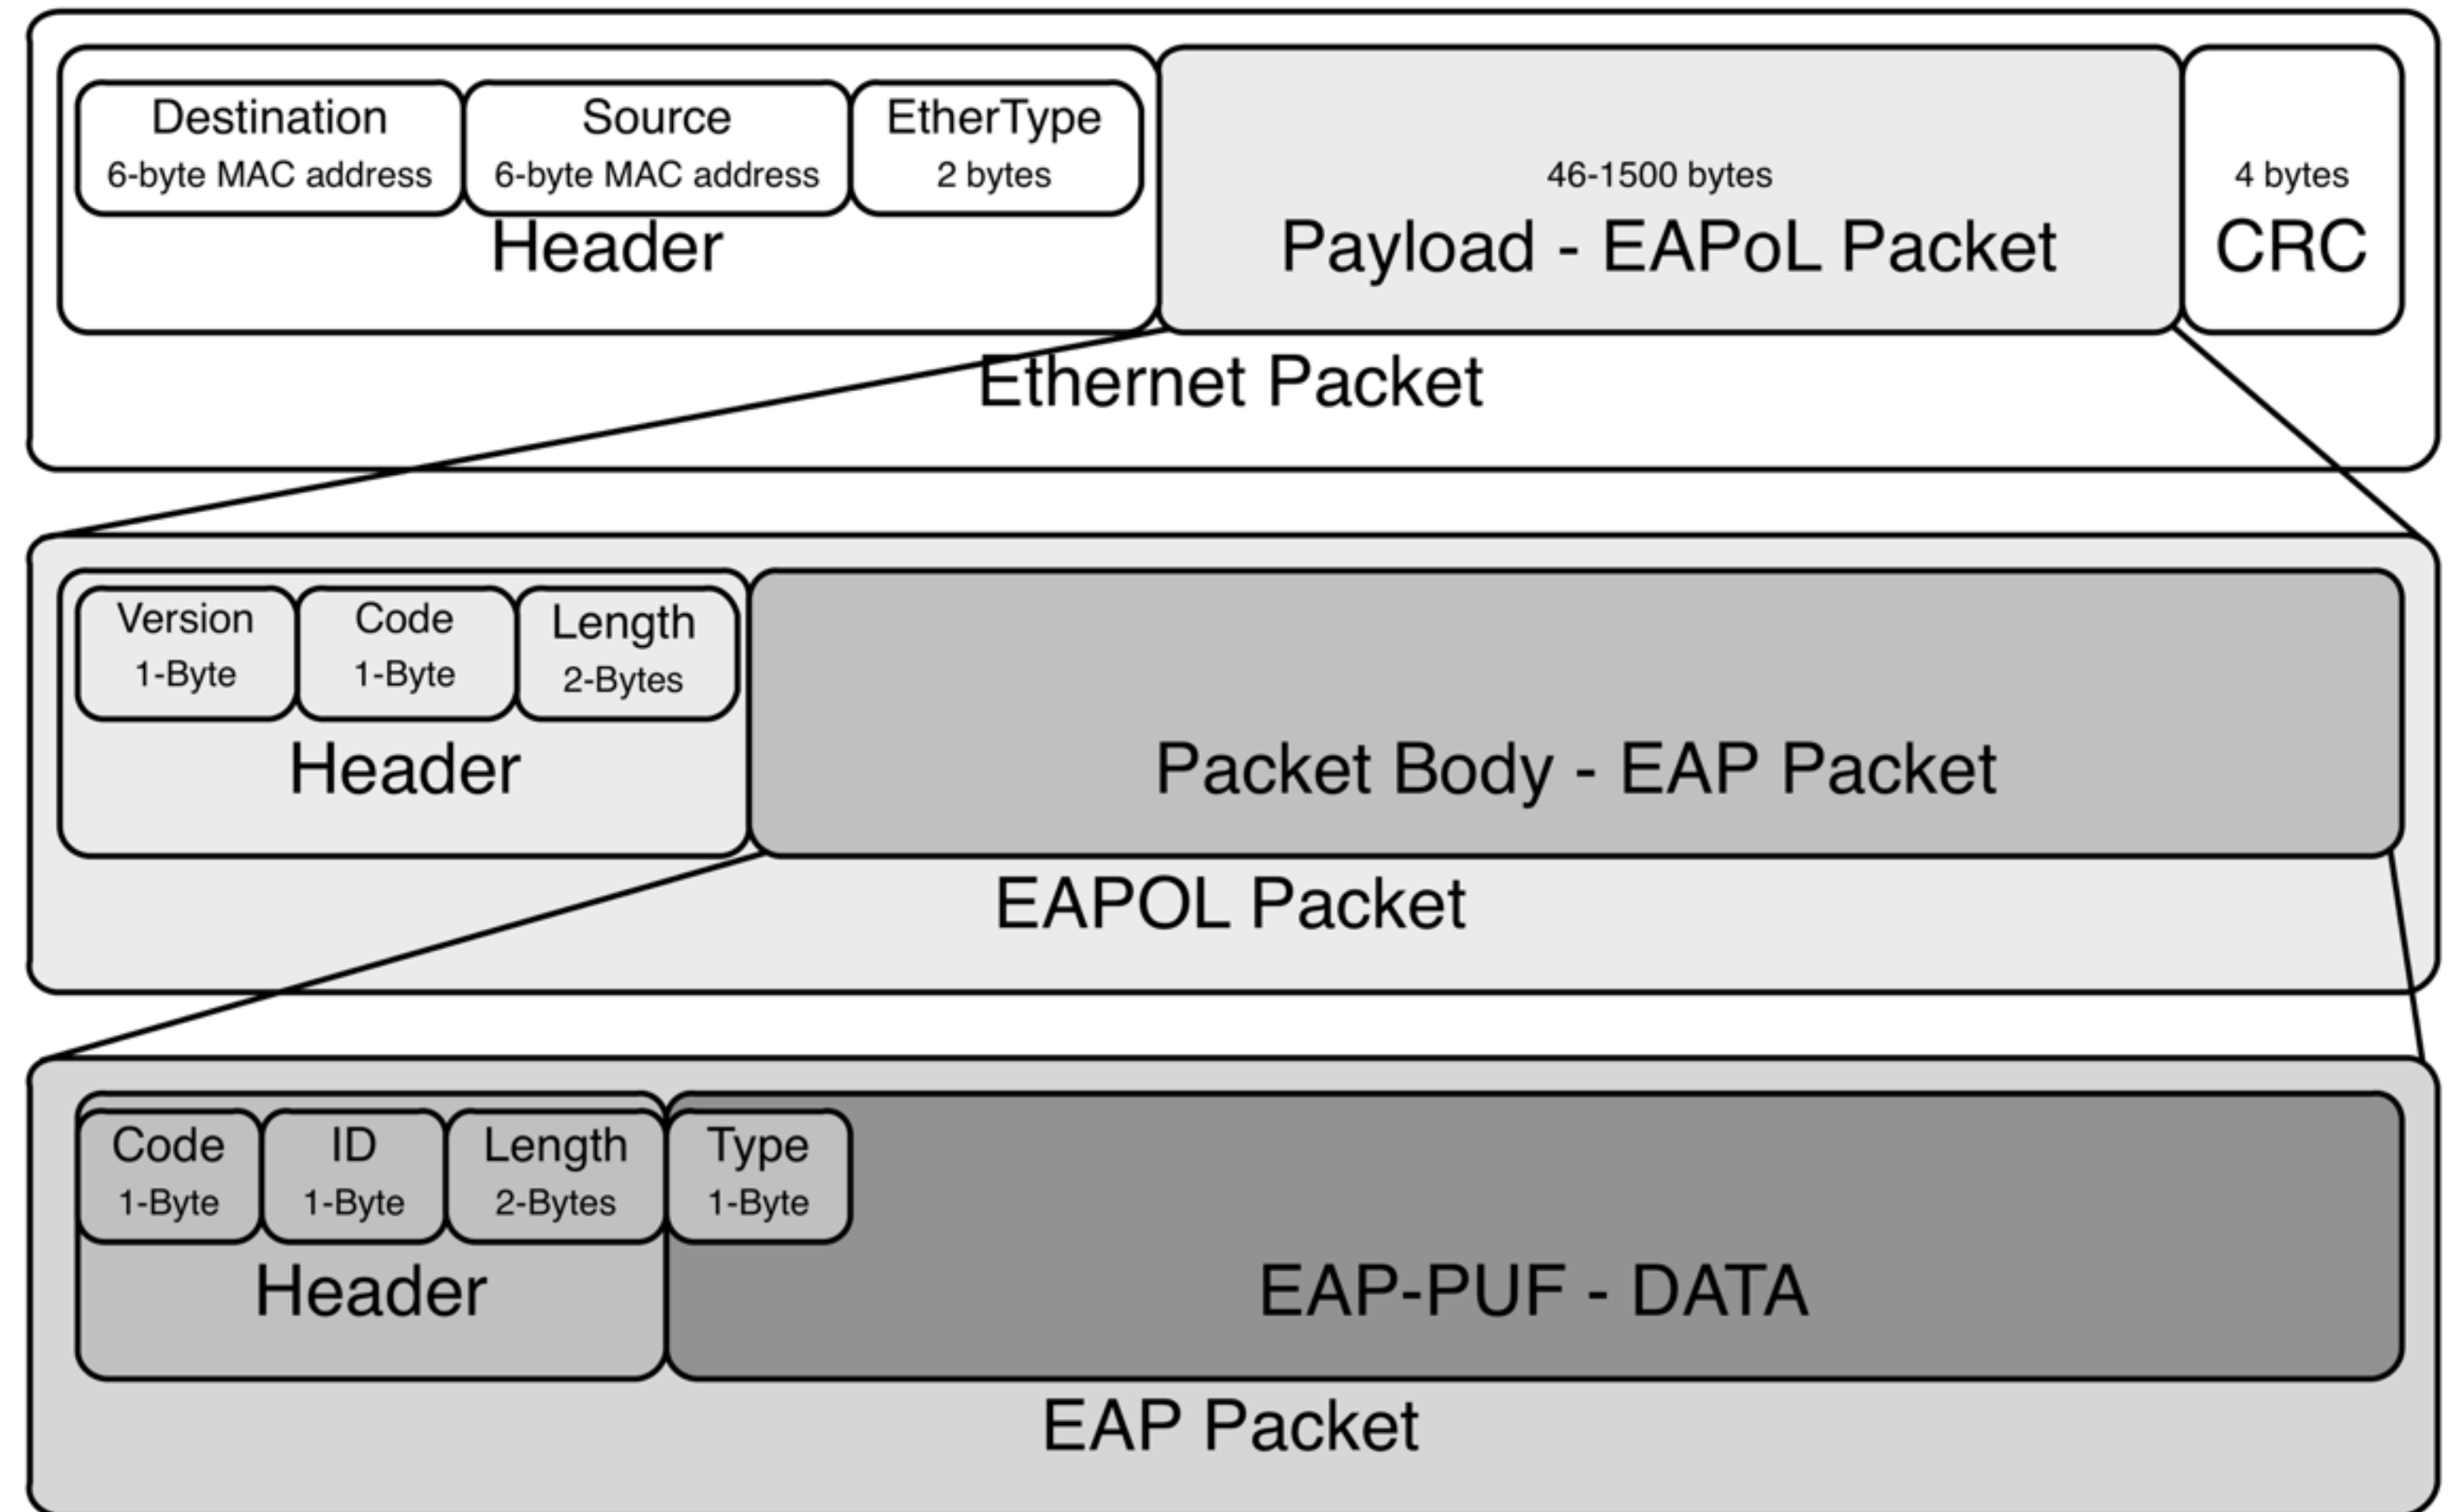 Destination
6-byte MAC address
Source
6-byte MAC address
EtherType
2 bytes
Header
46-1500 bytes
Payload - EAPoL Packet
4 bytes
CRC
Ethernet Packet
Version
1-Byte
Code
1-Byte
Length
2-Bytes
Header
Packet Body - EAP Packet
EAPOL Packet
Code
1-Byte
ID
1-Byte
Length
2-Bytes
Type
1-Byte
Header
EAP-PUF - DATA
EAP Packet